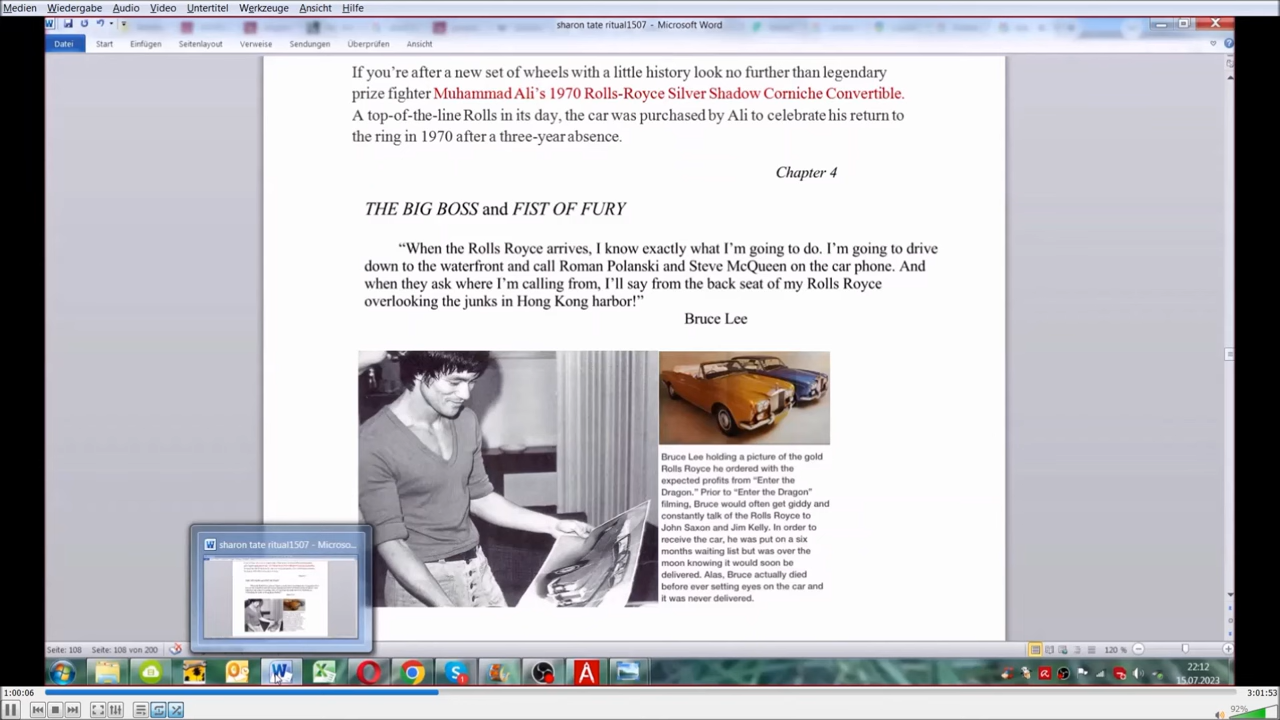 Medien Wiedergabe Audio Video Untertitel Werkzeuge Ansicht Hilfe
sharon tate ritual1507 - Microsoft Word
Datei Start Einfügen Seitenlayout Verweise Sendungen Überprüfen Ansicht
If you're after a new set of wheels with a little history look no further than legendary
prize fighter Muhammad Ali's 1970 Rolls-Royce Silver Shadow Corniche Convertible.
A top-of-the-line Rolls in its day, the car was purchased by Ali to celebrate his return to
the ring in 1970 after a three-year absence.
Chapter 4
THE BIG BOSS and FIST OF FURY
“When the Rolls Royce arrives, I know exactly what I'm going to do. I'm going to drive
down to the waterfront and call Roman Polanski and Steve McQueen on the car phone. And
when they ask where I'm calling from, I'll say from the back seat of my Rolls Royce
overlooking the junks in Hong Kong harbor!”
Bruce Lee
Bruce Lee holding a picture of the gold
Rolls Royce he ordered with the
expected profits from “Enter the
Dragon.” Prior to “Enter the Dragon”
filming, Bruce would often get giddy and
constantly talk of the Rolls Royce to
John Saxon and Jim Kelly. In order to
receive the car, he was put on a six
months waiting list but was over the
moon knowing it would soon be
delivered. Alas, Bruce actually died
before ever setting eyes on the car and
it was never delivered.
sharon tate ritual1507 - Microso...
Seite: 108 Seite: 108 von 200
120 %
22:12
15.07.2023
1:00:06
3:01:53
92%